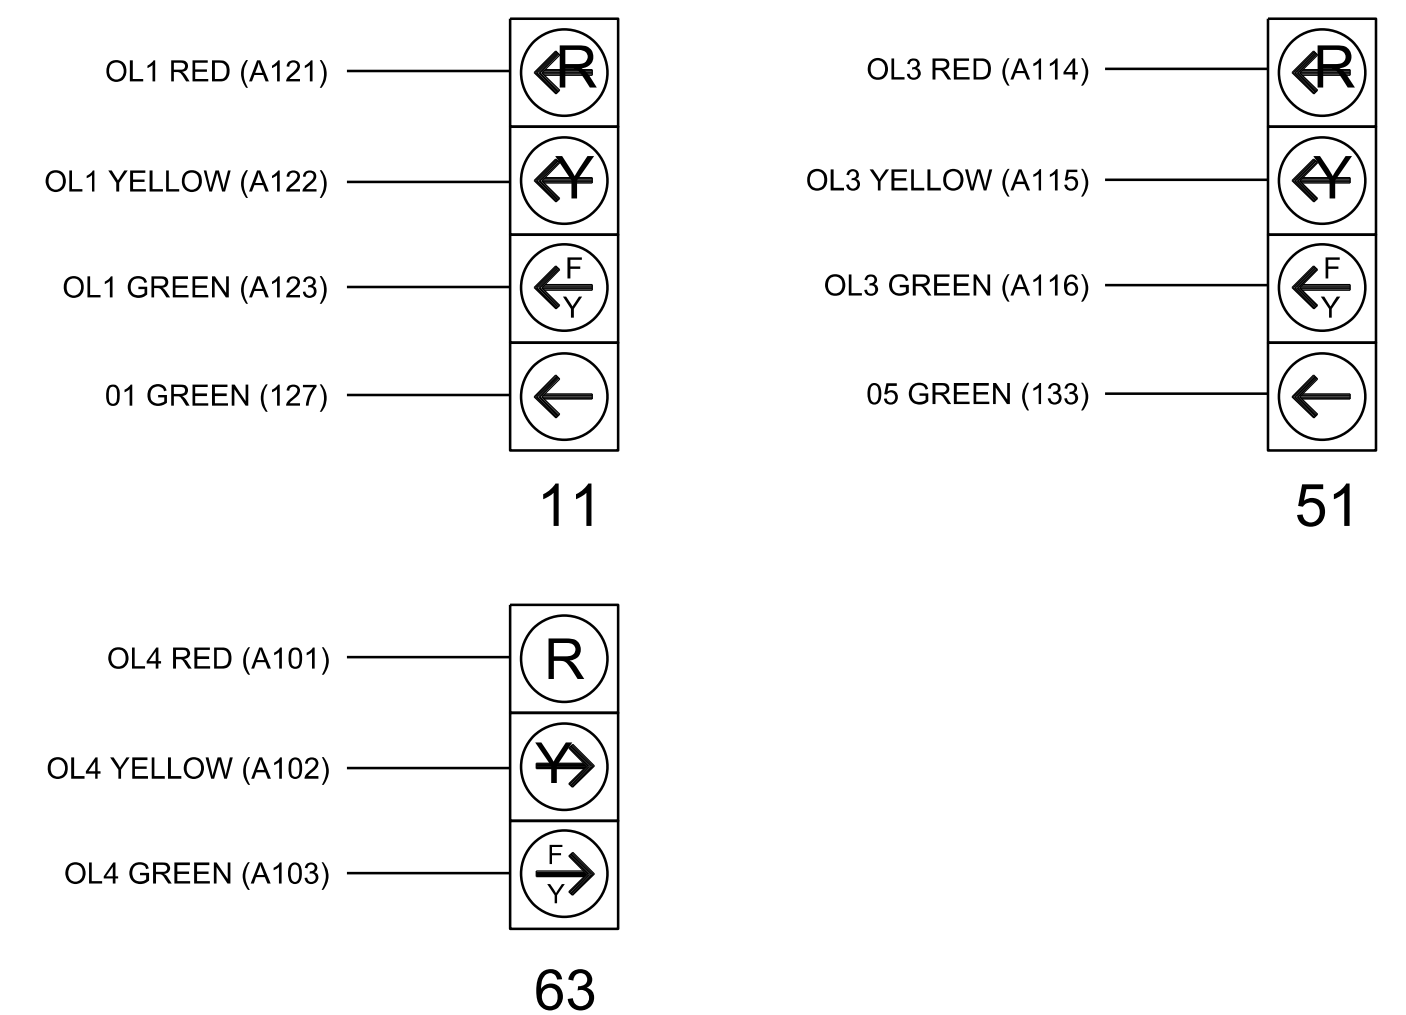 OL1 RED (A121)
R
OL1 YELLOW (A122)
Y
OL1 GREEN (A123)
F
Y
01 GREEN (127)
11
OL3 RED (A114)
R
OL3 YELLOW (A115)
Y
OL3 GREEN (A116)
F
Y
05 GREEN (133)
51
OL4 RED (A101)
R
OL4 YELLOW (A102)
Y
OL4 GREEN (A103)
F
Y
63